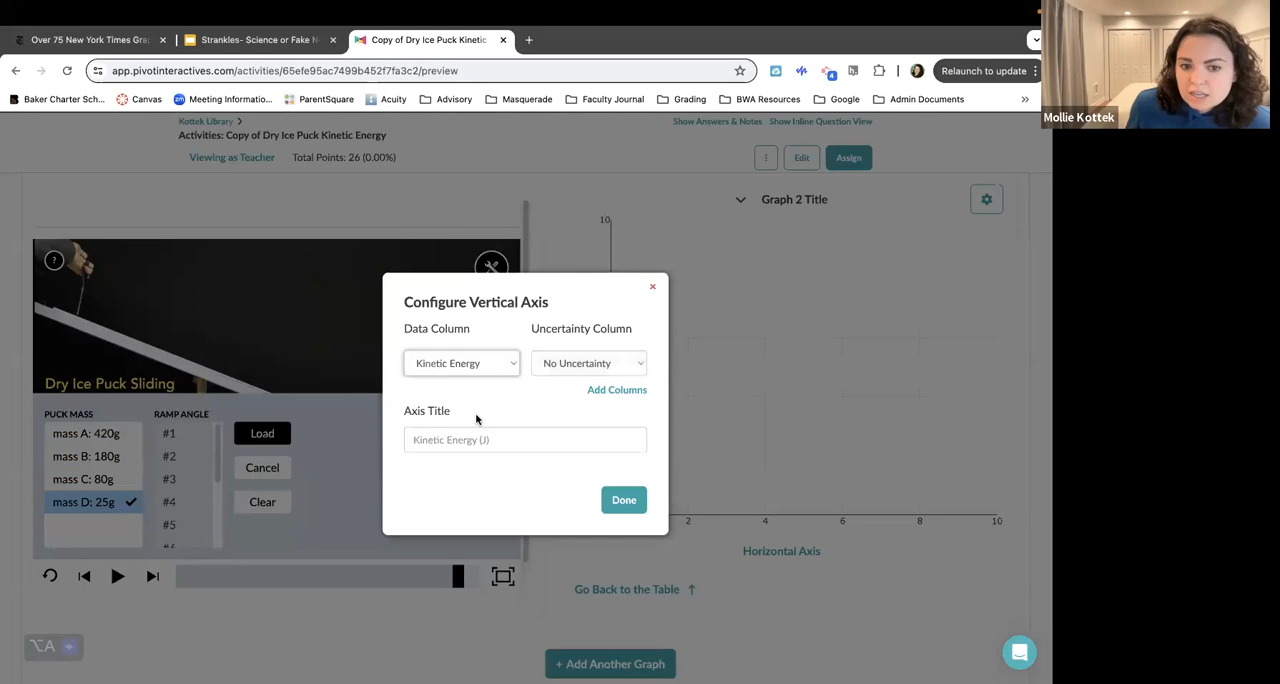 Over 75 New York Times Gra
Strankles- Science or Fake N
Copy of Dry Ice Puck Kinetic
app.pivotinteractives.com/activities/65efe95ac7499b452f7fa3c2/preview
4
Relaunch to update
Baker Charter Sch...
Canvas
Meeting Informatio...
ParentSquare
Acuity
Advisory
Masquerade
Faculty Journal
Grading
BWA Resources
Google
Admin Documents
Mollie Kottek
Kottek Library
Show Answers & Notes
Show Inline Question View
Activities: Copy of Dry Ice Puck Kinetic Energy
Viewing as Teacher
Total Points: 26 (0.00%)
Edit
Assign
Graph 2 Title
10
?
Configure Vertical Axis
Data Column
Uncertainty Column
Kinetic Energy
No Uncertainty
Add Columns
Axis Title
Kinetic Energy (J)
Done
Dry Ice Puck Sliding
PUCK MASS
RAMP ANGLE
mass A: 420g
#1
Load
mass B: 180g
#2
Cancel
mass C: 80g
#3
mass D: 25g
#4
Clear
#5
2
4
6
8
10
Horizontal Axis
Go Back to the Table
+ Add Another Graph